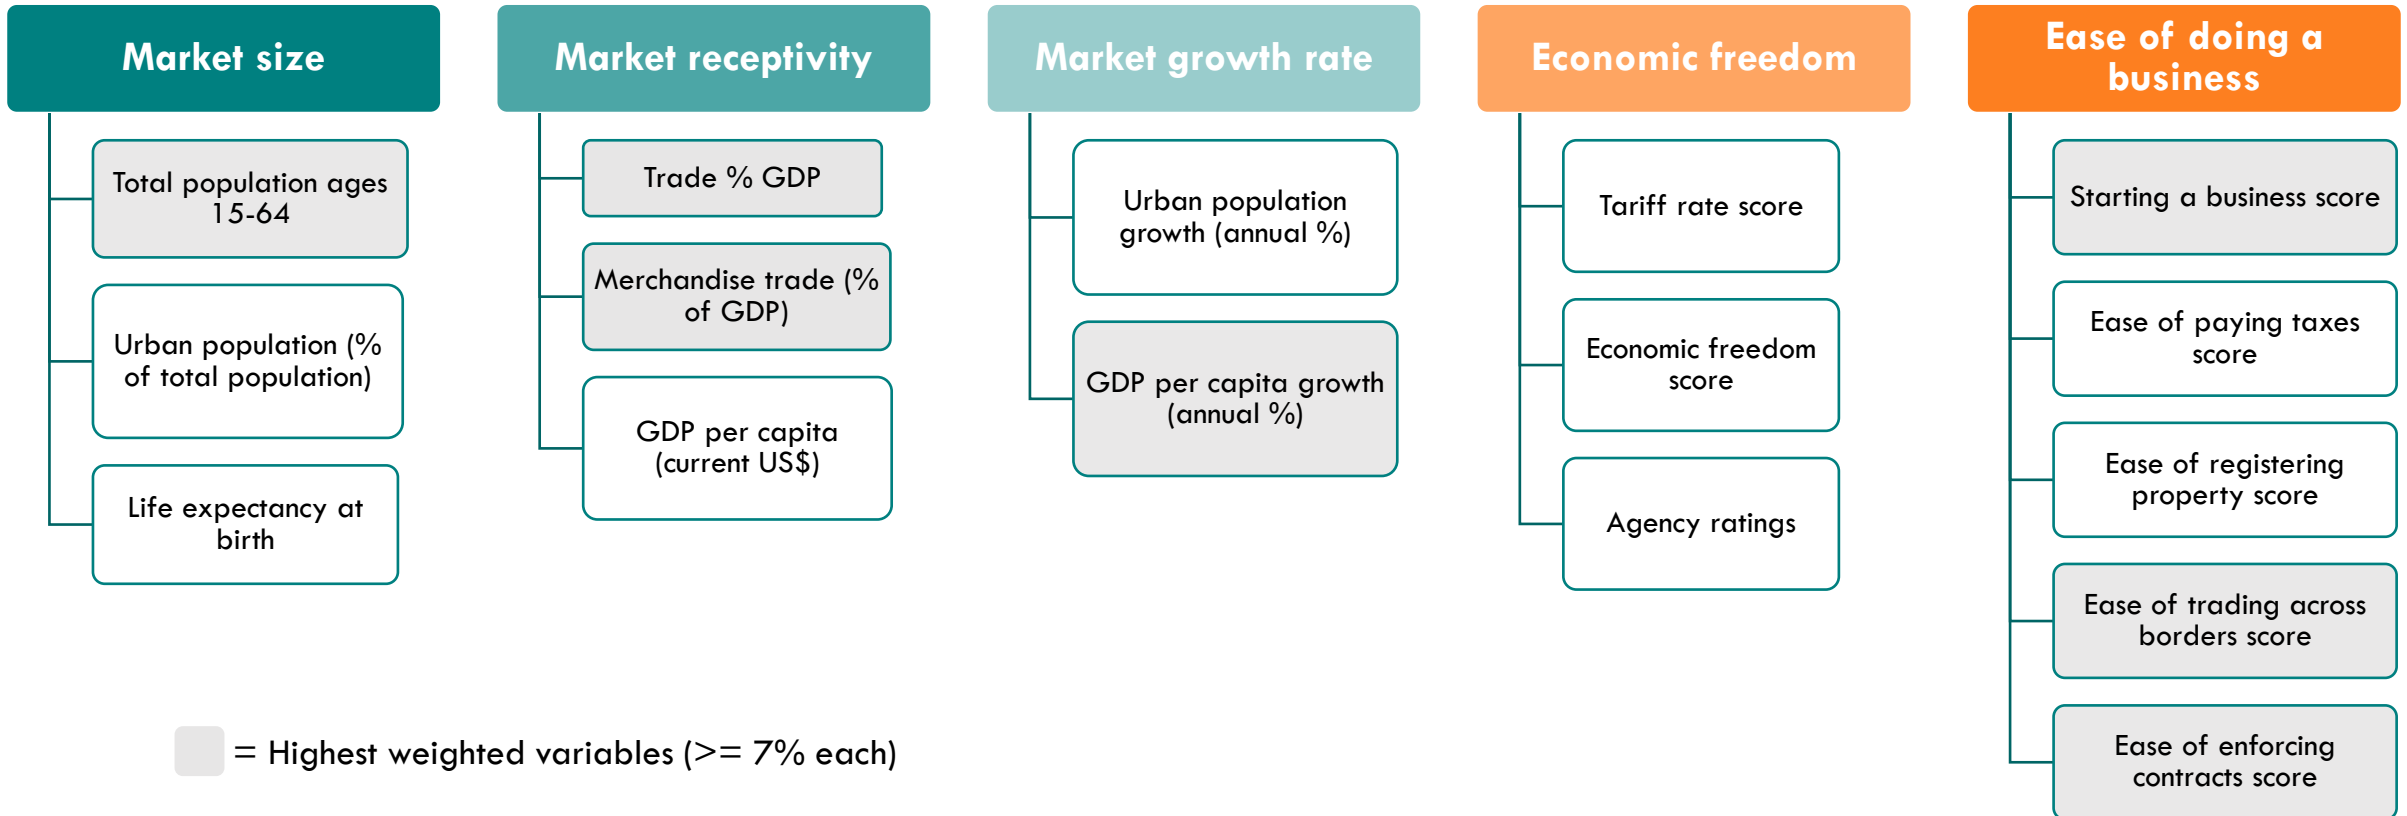 Market size
Total population ages
15-64
Urban population (%
of total population)
Life expectancy at
birth
Market receptivity
Trade % GDP
Merchandise trade (%
of GDP)
GDP per capita
(current US$)
Market growth rate
Urban population
growth (annual %)
GDP per capita growth
(annual %)
Economic freedom
Tariff rate score
Economic freedom
score
Agency ratings
Ease of doing a
business
Starting a business score
Ease of paying taxes
score
Ease of registering
property score
Ease of trading across
borders score
Ease of enforcing
contracts score
= Highest weighted variables (>= 7% each)